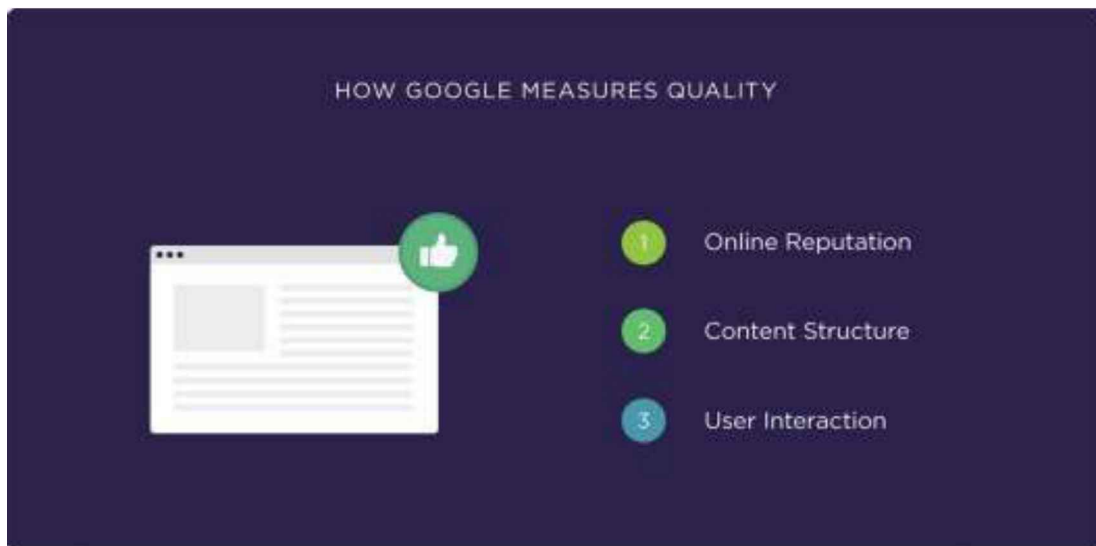 HOW GOOGLE MEASURES QUALITY
1 Online Reputation
2 Content Structure
3 User Interaction